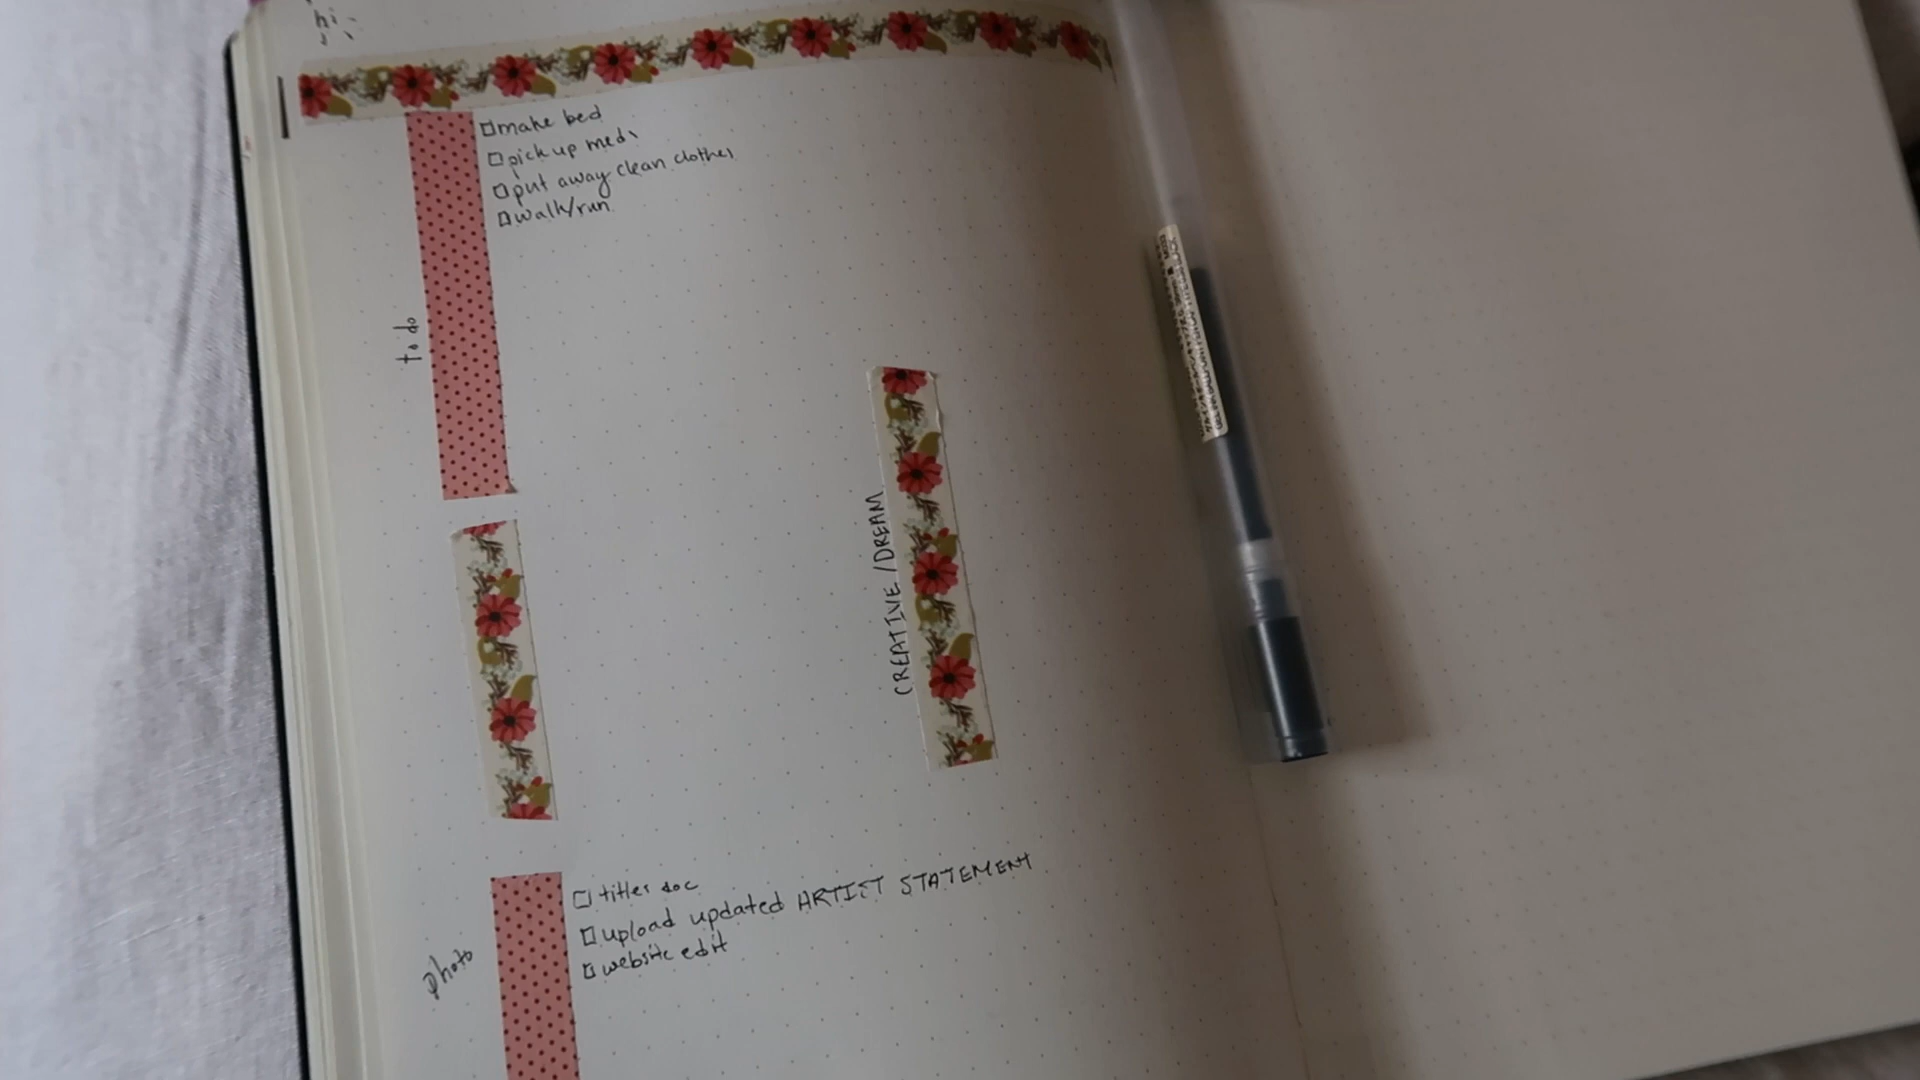 hi
□ make bed
□ pick up meds
□ put away clean clothes
□ walk/run
to do
CREATIVE/DREAM
□ titles doc
□ upload updated ARTIST STATEMENT
□ website edit
photo